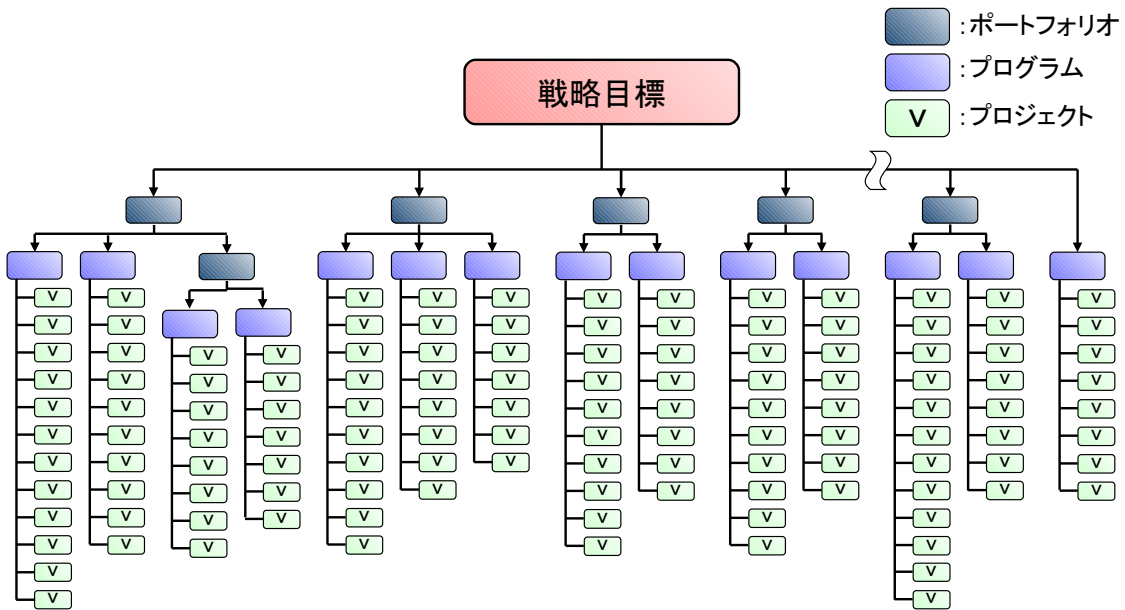 :ポートフォリオ
:プログラム
V :プロジェクト
戦略目標
V V V V V V V V V V V V
V V V V V V V V V V V V
V V V V V V V V V V V V V V
V V V V V V V V V V V V V V
V V V V V V V V V V V V V V
V V V V V V V V V V V V V V
V V V V V V V V V V V V V V
V V V V V V V V V V V V V
V V V V V V V V
V V V V V V V
V V
V V